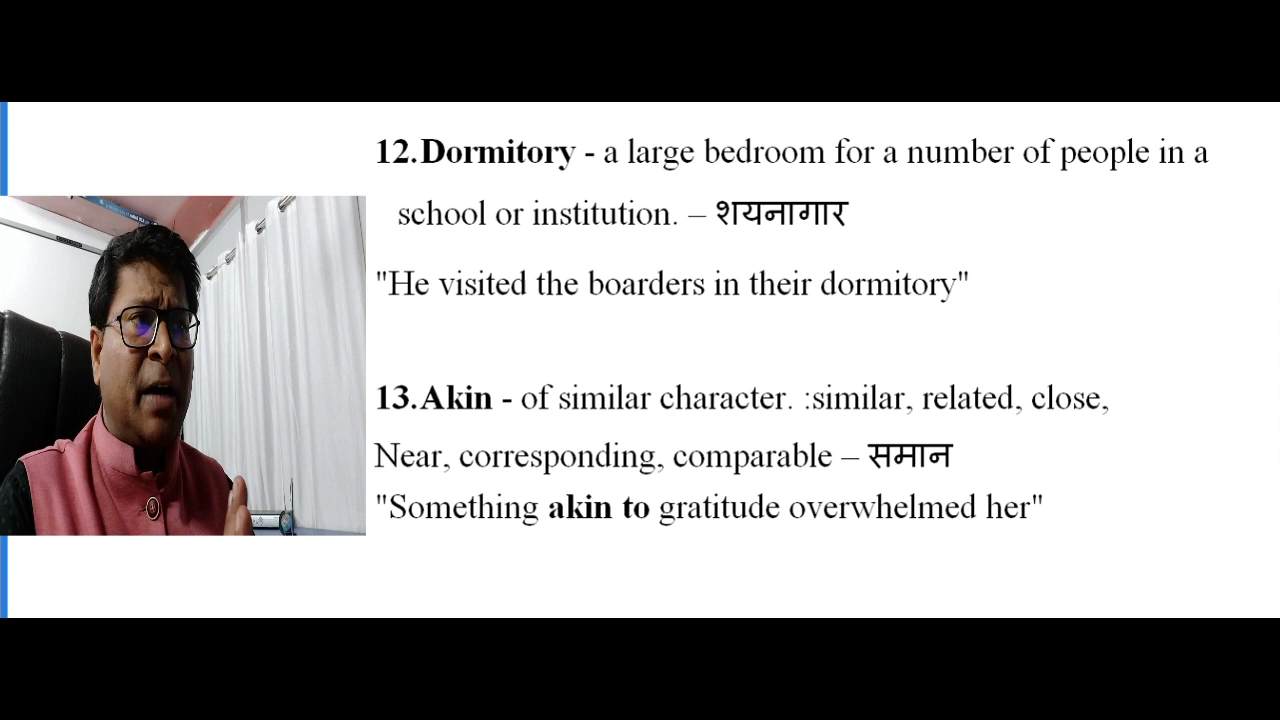 12. Dormitory - a large bedroom for a number of people in a
school or institution. – शयनागार
"He visited the boarders in their dormitory"
13. Akin - of similar character. :similar, related, close,
Near, corresponding, comparable – समान
"Something akin to gratitude overwhelmed her"